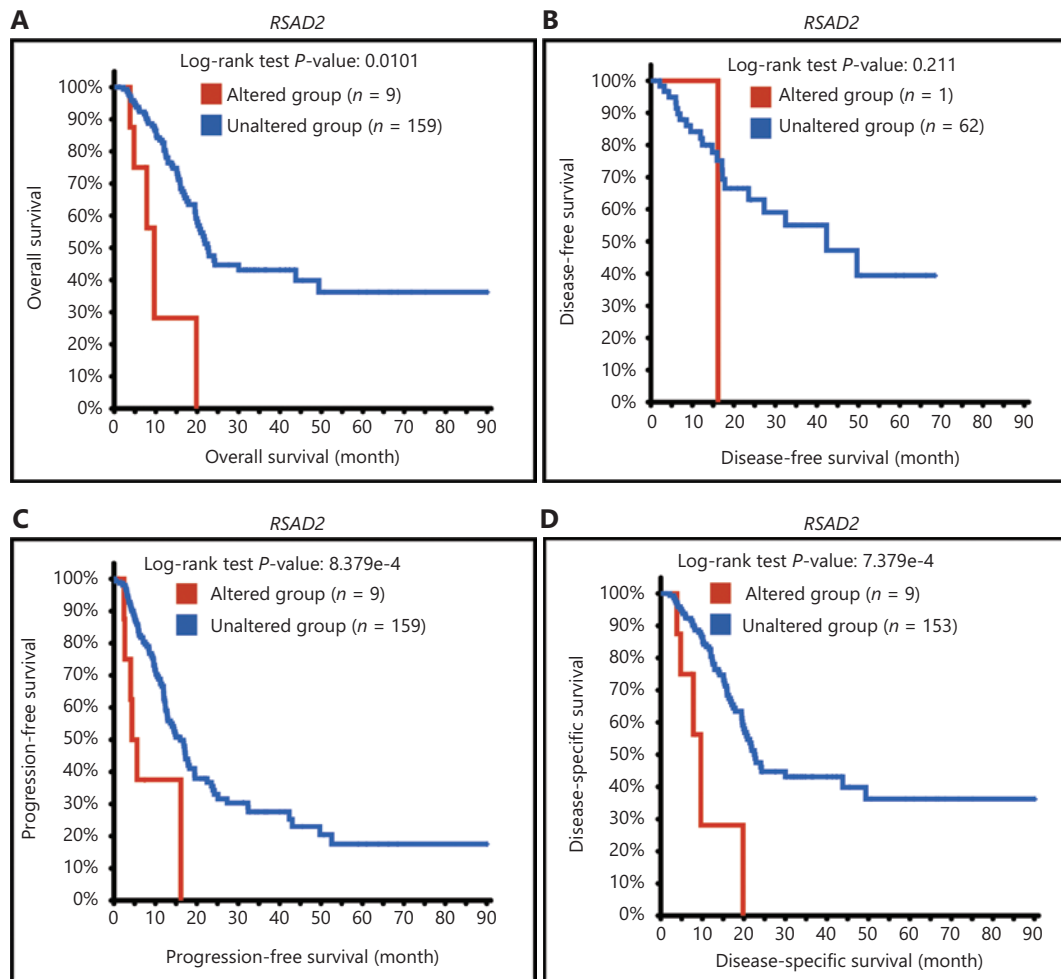 A
RSAD2
Log-rank test P-value: 0.0101
Altered group (n = 9)
Unaltered group (n = 159)
Overall survival
100%
90%
80%
70%
60%
50%
40%
30%
20%
10%
0%
0 10 20 30 40 50 60 70 80 90
Overall survival (month)
B
RSAD2
Log-rank test P-value: 0.211
Altered group (n = 1)
Unaltered group (n = 62)
Disease-free survival
100%
90%
80%
70%
60%
50%
40%
30%
20%
10%
0%
0 10 20 30 40 50 60 70 80 90
Disease-free survival (month)
C
RSAD2
Log-rank test P-value: 8.379e-4
Altered group (n = 9)
Unaltered group (n = 159)
Progression-free survival
100%
90%
80%
70%
60%
50%
40%
30%
20%
10%
0%
0 10 20 30 40 50 60 70 80 90
Progression-free survival (month)
D
RSAD2
Log-rank test P-value: 7.379e-4
Altered group (n = 9)
Unaltered group (n = 153)
Disease-specific survival
100%
90%
80%
70%
60%
50%
40%
30%
20%
10%
0%
0 10 20 30 40 50 60 70 80 90
Disease-specific survival (month)